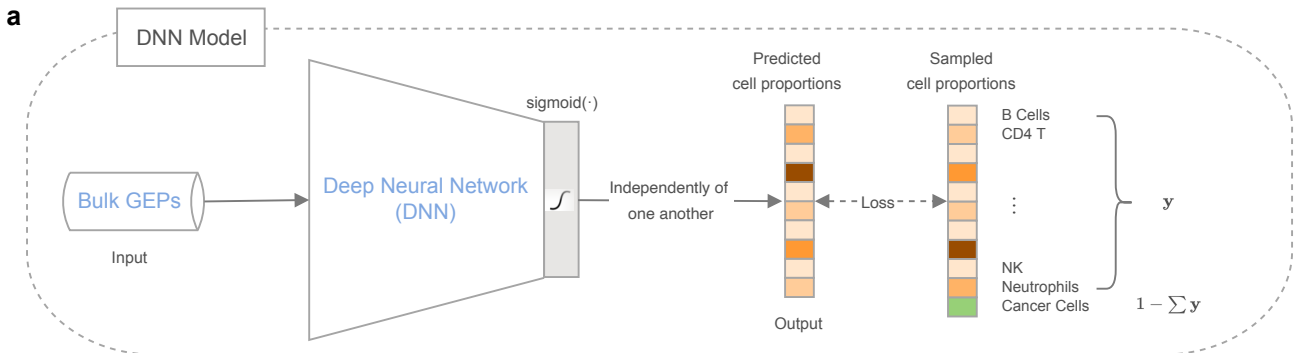 a
DNN Model
Bulk GEPs
Input
Deep Neural Network
(DNN)
sigmoid(·)
Independently of
one another
Predicted
cell proportions
Output
Loss
Sampled
cell proportions
B Cells
CD4 T
⋮
NK
Neutrophils
Cancer Cells
y
1 − ∑ y